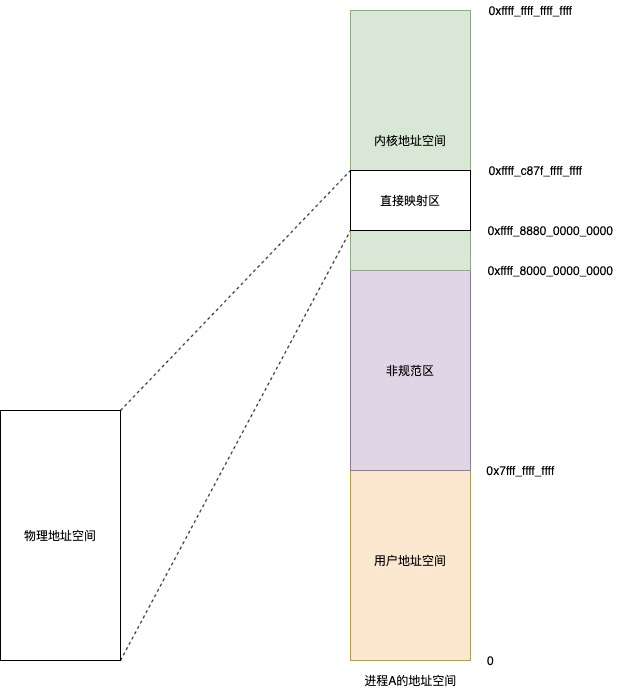 0xffff_ffff_ffff_ffff
内核地址空间
0xffff_c87f_ffff_ffff
直接映射区
0xffff_8880_0000_0000
0xffff_8000_0000_0000
非规范区
0x7fff_ffff_ffff
物理地址空间
用户地址空间
0
进程A的地址空间